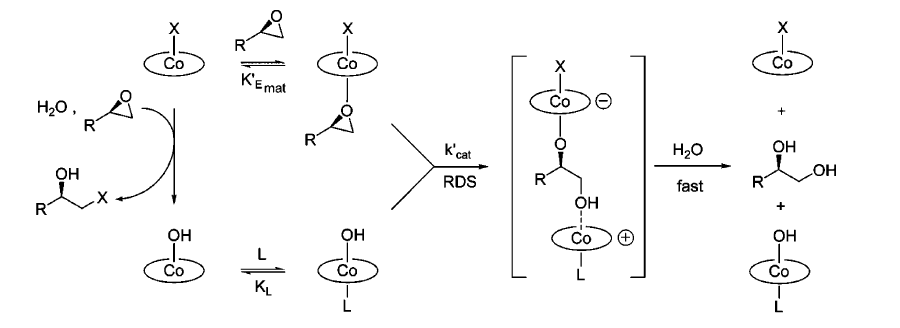 X
Co
R
O
K'E mat
X
Co
O
R
H2O , R
O
OH
R
X
k'cat
RDS
OH
Co
L
KL
OH
Co
L
X
Co
−
O
R
OH
Co
+
L
H2O
fast
X
Co
+
OH
R
OH
+
OH
Co
L